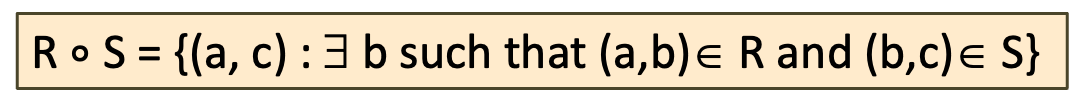 R ∘ S = {(a, c) : ∃ b such that (a,b)∈ R and (b,c)∈ S}